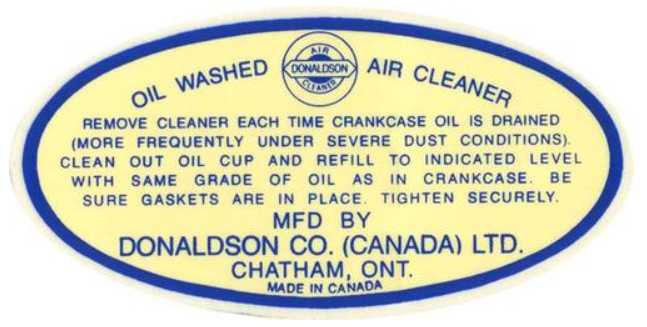 AIR
DONALDSON
CLEANER
OIL WASHED AIR CLEANER
REMOVE CLEANER EACH TIME CRANKCASE OIL IS DRAINED
(MORE FREQUENTLY UNDER SEVERE DUST CONDITIONS).
CLEAN OUT OIL CUP AND REFILL TO INDICATED LEVEL
WITH SAME GRADE OF OIL AS IN CRANKCASE. BE
SURE GASKETS ARE IN PLACE. TIGHTEN SECURELY.
MFD BY
DONALDSON CO. (CANADA) LTD.
CHATHAM, ONT.
MADE IN CANADA